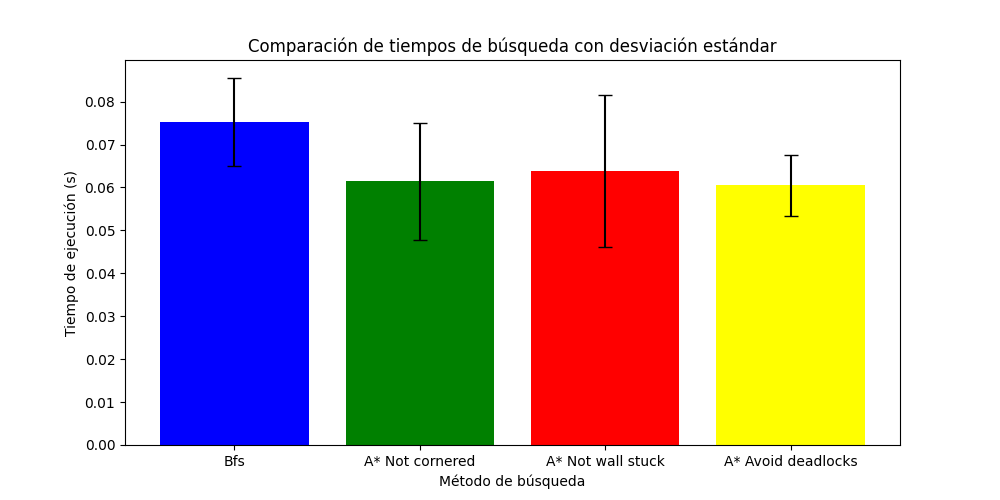 Comparación de tiempos de búsqueda con desviación estándar
Tiempo de ejecución (s)
0.08
0.07
0.06
0.05
0.04
0.03
0.02
0.01
0.00
Bfs
A* Not cornered
A* Not wall stuck
A* Avoid deadlocks
Método de búsqueda